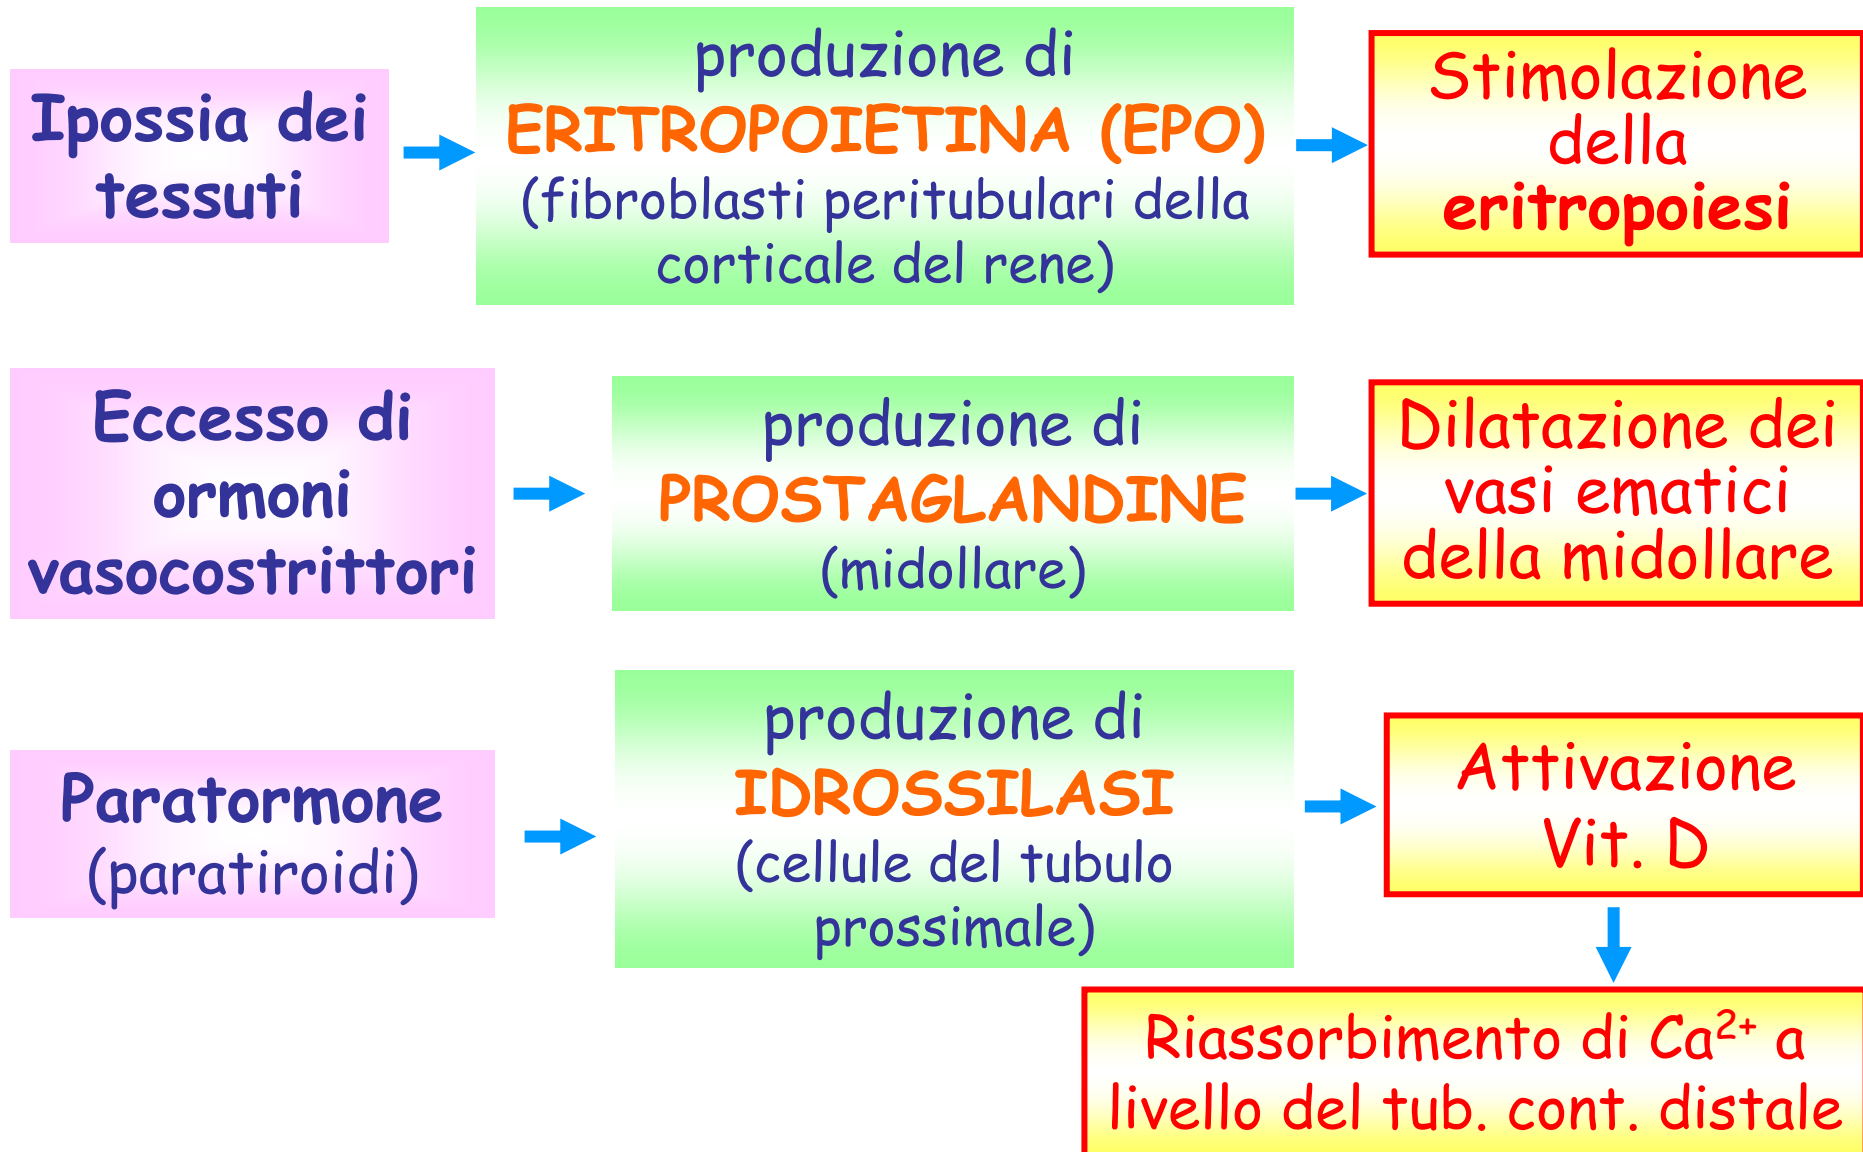 Ipossia dei
tessuti
produzione di
ERITROPOIETINA (EPO)
(fibroblasti peritubulari della
corticale del rene)
Stimolazione
della
eritropoiesi
Eccesso di
ormoni
vasocostrittori
produzione di
PROSTAGLANDINE
(midollare)
Dilatazione dei
vasi ematici
della midollare
Paratormone
(paratiroidi)
produzione di
IDROSSILASI
(cellule del tubulo
prossimale)
Attivazione
Vit. D
Riassorbimento di Ca²⁺ a
livello del tub. cont. distale